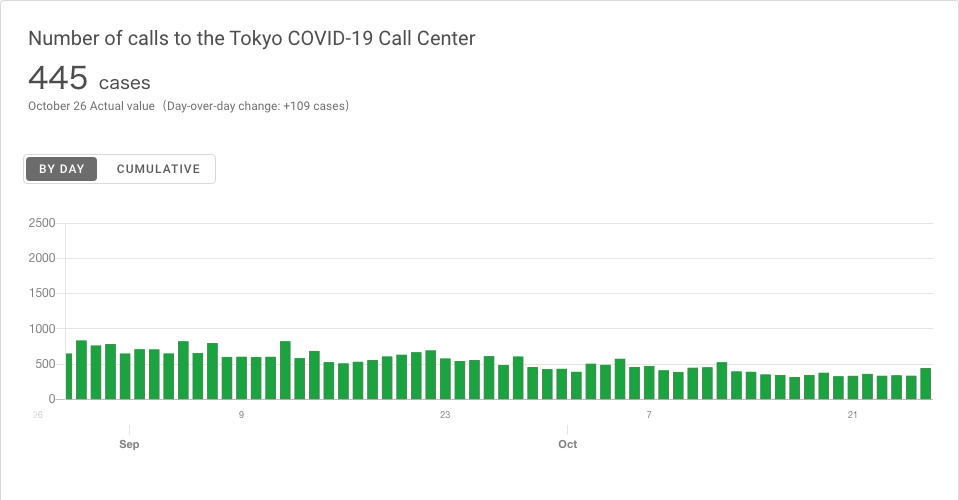 Number of calls to the Tokyo COVID-19 Call Center
445 cases
October 26 Actual value（Day-over-day change: +109 cases）
BY DAY CUMULATIVE
2500
2000
1500
1000
500
0
26 9 23 7 21
Sep Oct